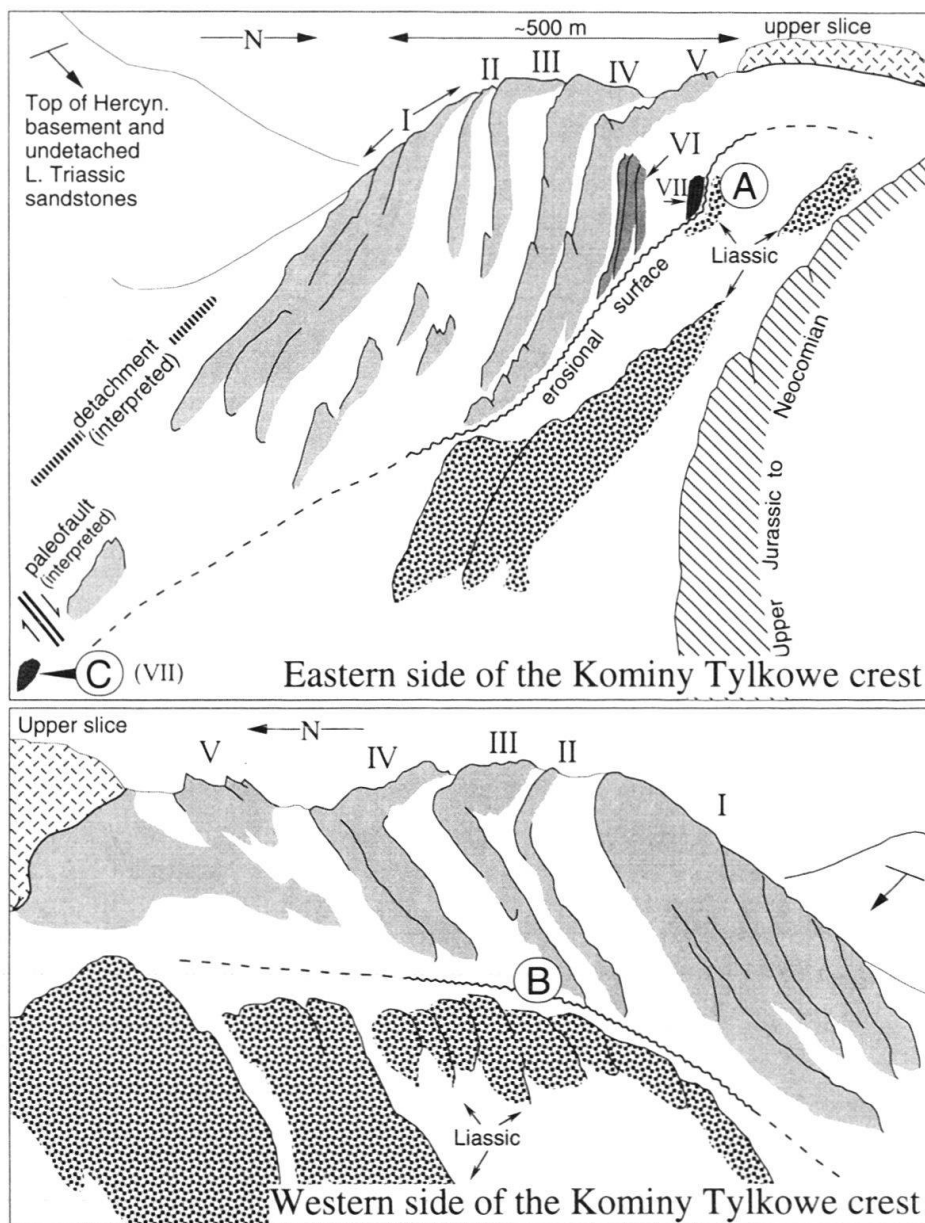 N
~500 m
upper slice
I
II
III
IV
V
Top of Hercyn.
basement and
undetached
L. Triassic
sandstones
VI
VII
A
Liassic
erosional surface
detachment
(interpreted)
paleofault
(interpreted)
Upper Jurassic to Neocomian
C (VII)
Eastern side of the Kominy Tylkowe crest
Upper slice
N
V
IV
III
II
I
B
Liassic
Western side of the Kominy Tylkowe crest